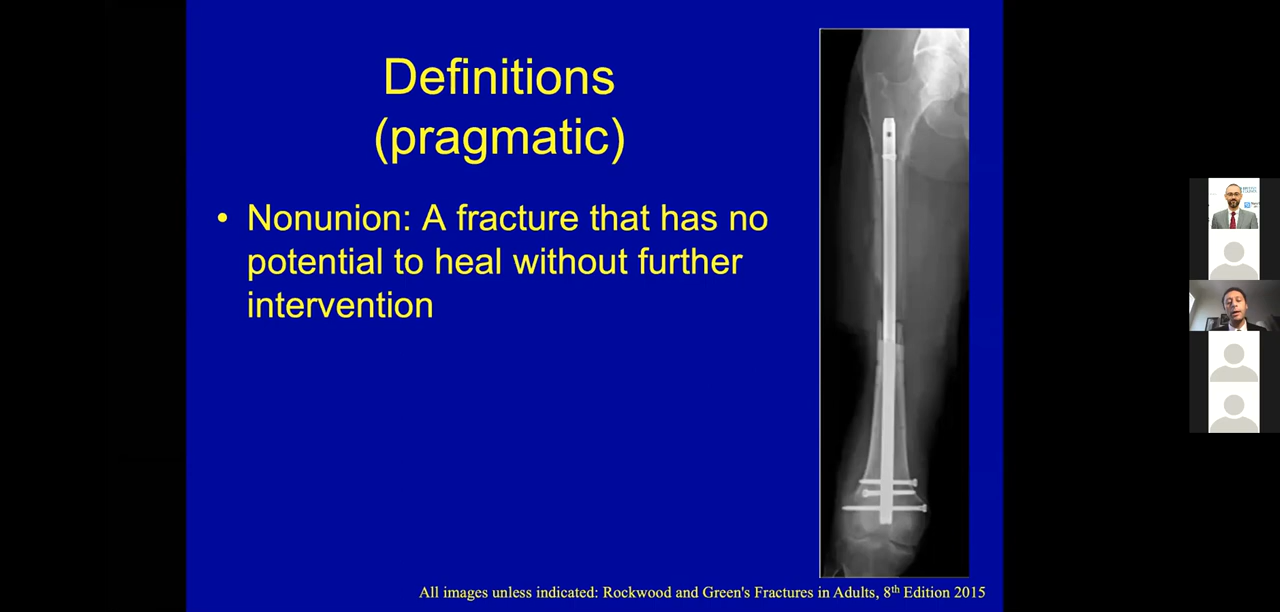 Definitions
(pragmatic)
• Nonunion: A fracture that has no
potential to heal without further
intervention
All images unless indicated: Rockwood and Green's Fractures in Adults, 8th Edition 2015